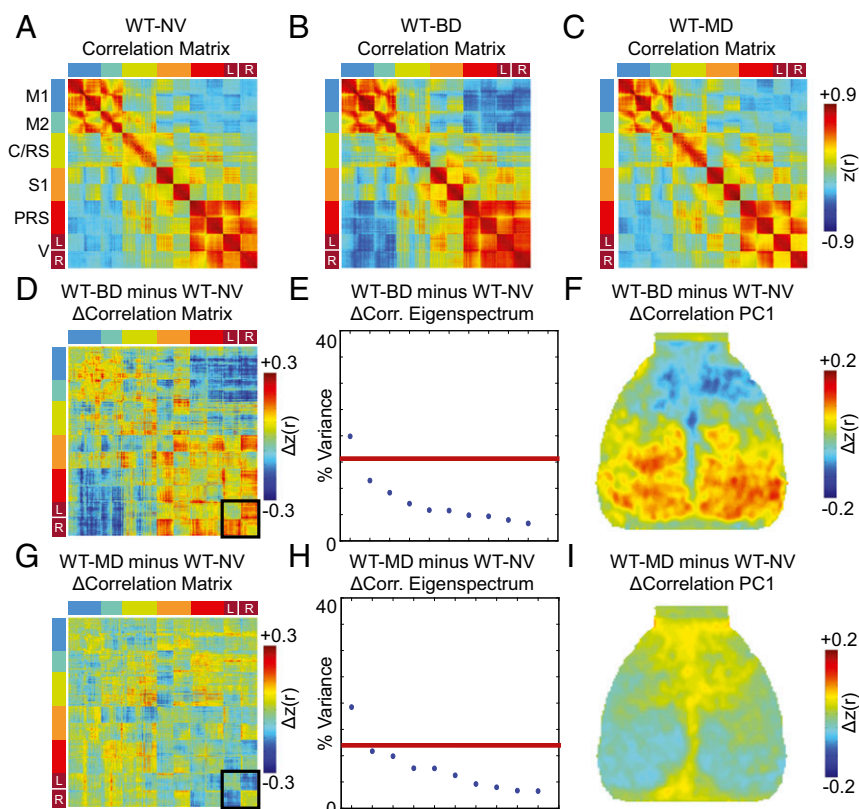 A
WT-NV
Correlation Matrix
L R
M1
M2
C/RS
S1
PRS
V
L
R
B
WT-BD
Correlation Matrix
L R
L
R
C
WT-MD
Correlation Matrix
L R
L
R
+0.9
z(r)
-0.9
D
WT-BD minus WT-NV
ΔCorrelation Matrix
L R
L
R
+0.3
Δz(r)
-0.3
E
WT-BD minus WT-NV
ΔCorr. Eigenspectrum
40
% Variance
0
F
WT-BD minus WT-NV
ΔCorrelation PC1
+0.2
Δz(r)
-0.2
G
WT-MD minus WT-NV
ΔCorrelation Matrix
L R
L
R
+0.3
Δz(r)
-0.3
H
WT-MD minus WT-NV
ΔCorr. Eigenspectrum
40
% Variance
0
I
WT-MD minus WT-NV
ΔCorrelation PC1
+0.2
Δz(r)
-0.2